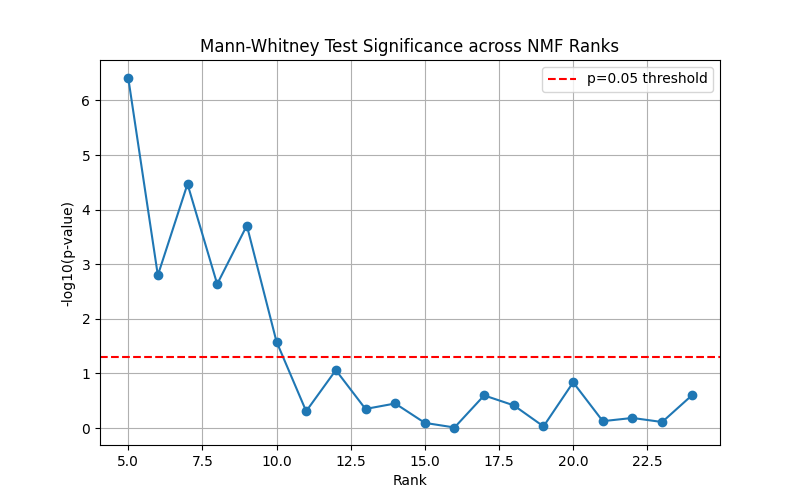 Mann-Whitney Test Significance across NMF Ranks
p=0.05 threshold
-log10(p-value)
6
5
4
3
2
1
0
5.0 7.5 10.0 12.5 15.0 17.5 20.0 22.5
Rank